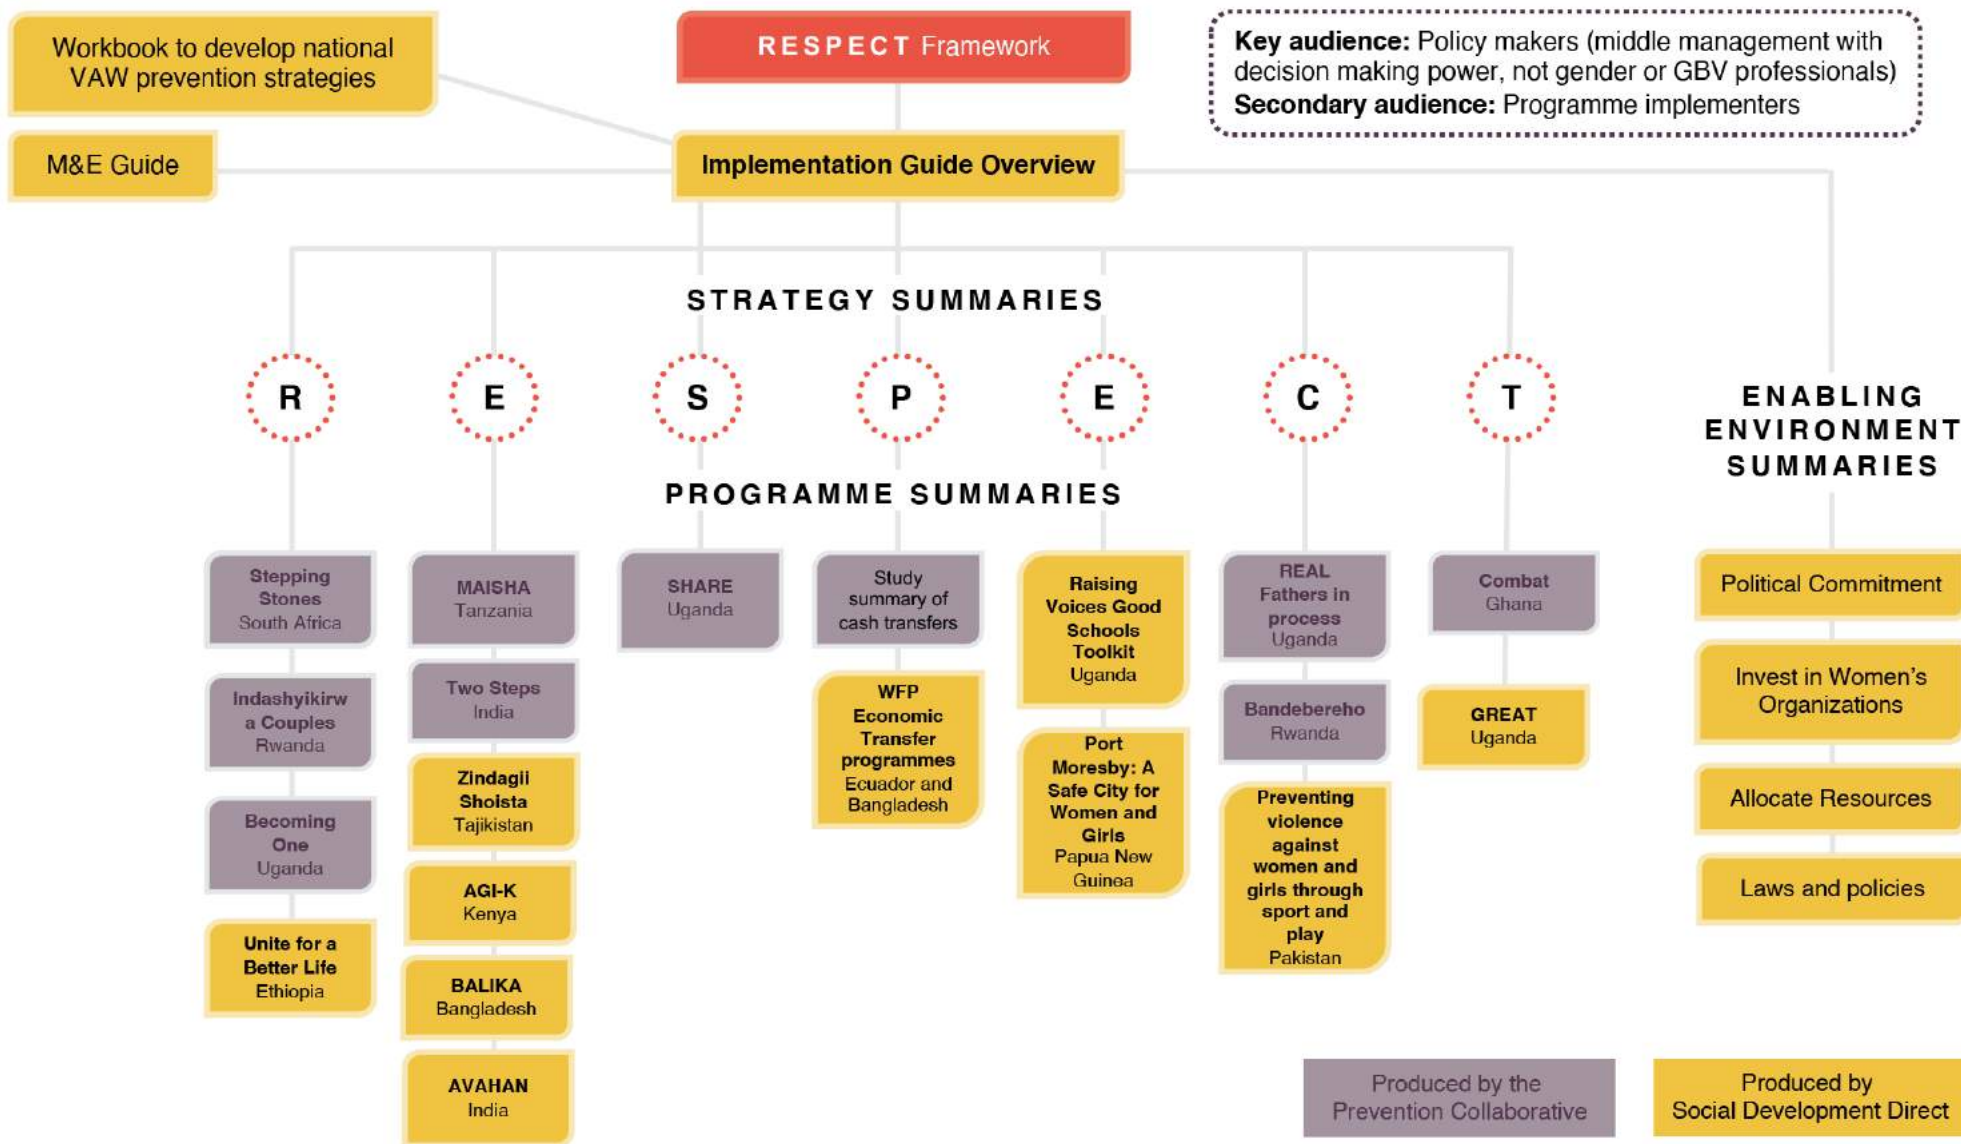 Workbook to develop national
VAW prevention strategies
RESPECT Framework
Key audience: Policy makers (middle management with
decision making power, not gender or GBV professionals)
Secondary audience: Programme implementers
M&E Guide
Implementation Guide Overview
STRATEGY SUMMARIES
R
E
S
P
E
C
T
ENABLING
ENVIRONMENT
SUMMARIES
PROGRAMME SUMMARIES
Stepping
Stones
South Africa
Indashyikirw
a Couples
Rwanda
Becoming
One
Uganda
Unite for a
Better Life
Ethiopia
MAISHA
Tanzania
Two Steps
India
Zindagii
Shoista
Tajikistan
AGI-K
Kenya
BALIKA
Bangladesh
AVAHAN
India
SHARE
Uganda
Study
summary of
cash transfers
WFP
Economic
Transfer
programmes
Ecuador and
Bangladesh
Raising
Voices Good
Schools
Toolkit
Uganda
Port
Moresby: A
Safe City for
Women and
Girls
Papua New
Guinea
REAL
Fathers in
process
Uganda
Bandebereho
Rwanda
Preventing
violence
against
women and
girls through
sport and
play
Pakistan
Combat
Ghana
GREAT
Uganda
Political Commitment
Invest in Women's
Organizations
Allocate Resources
Laws and policies
Produced by the
Prevention Collaborative
Produced by
Social Development Direct